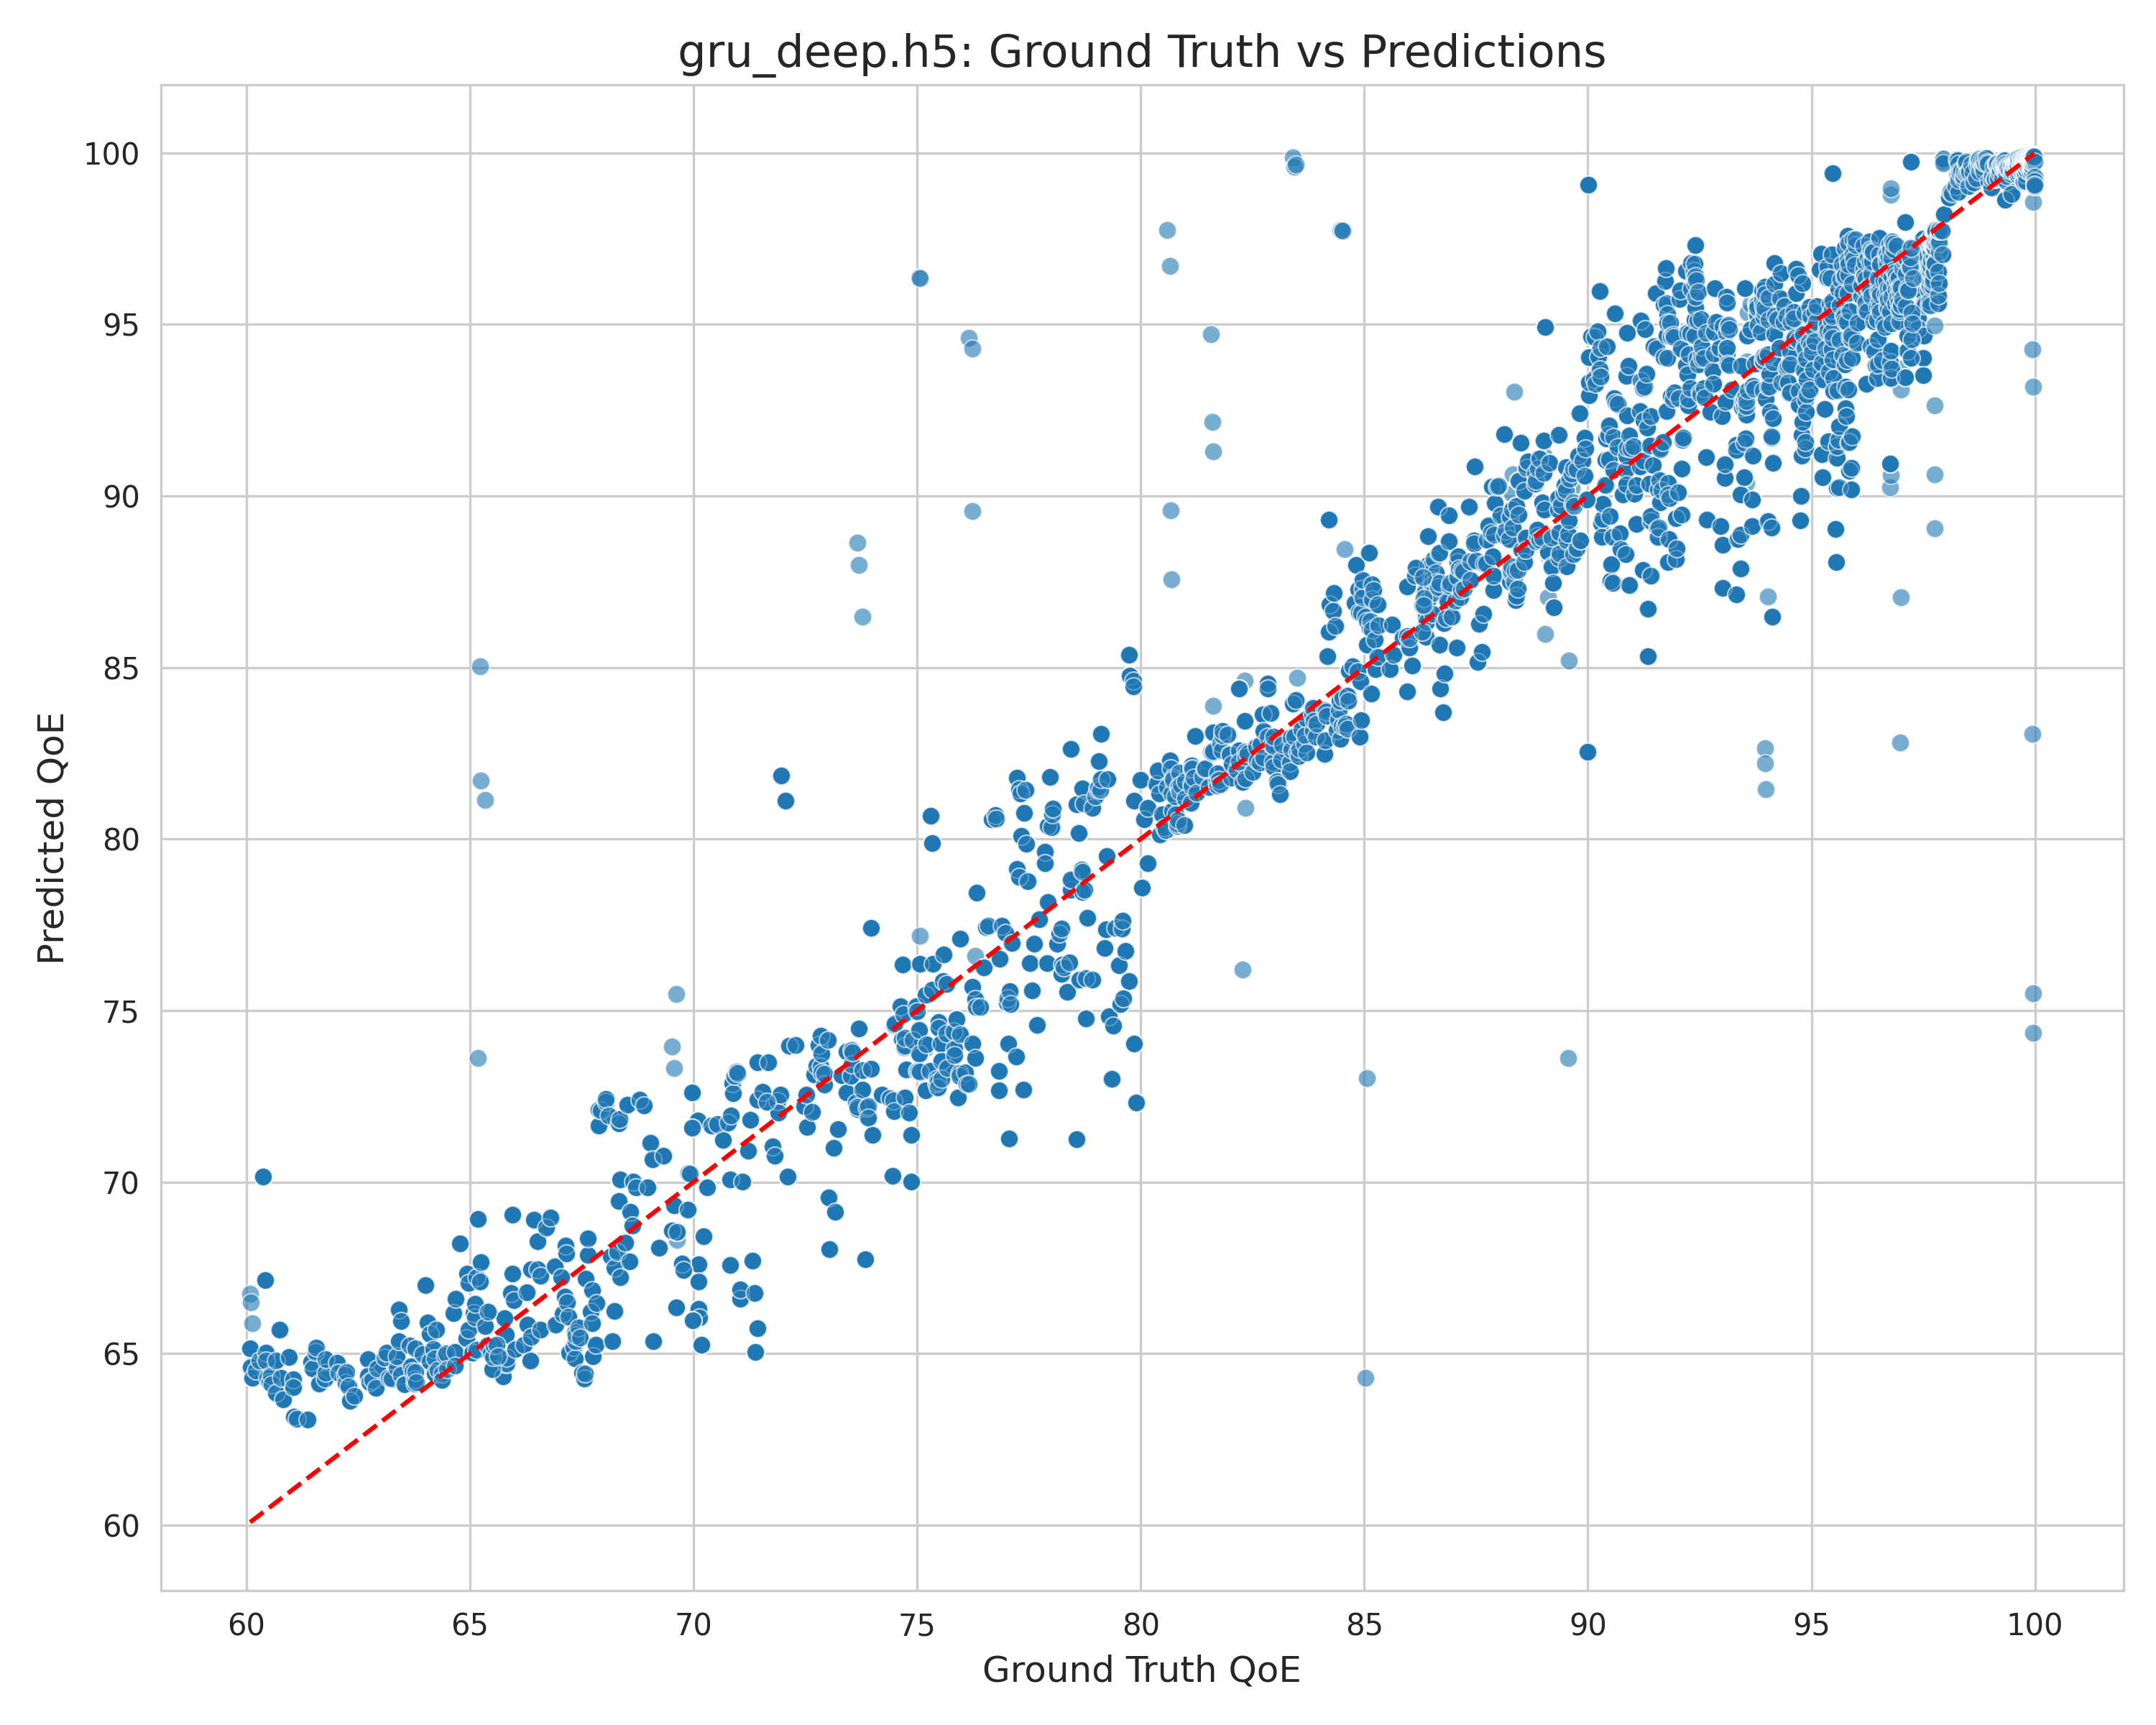 gru_deep.h5: Ground Truth vs Predictions
100
95
90
85
80
75
70
65
60
Predicted QoE
60 65 70 75 80 85 90 95 100
Ground Truth QoE